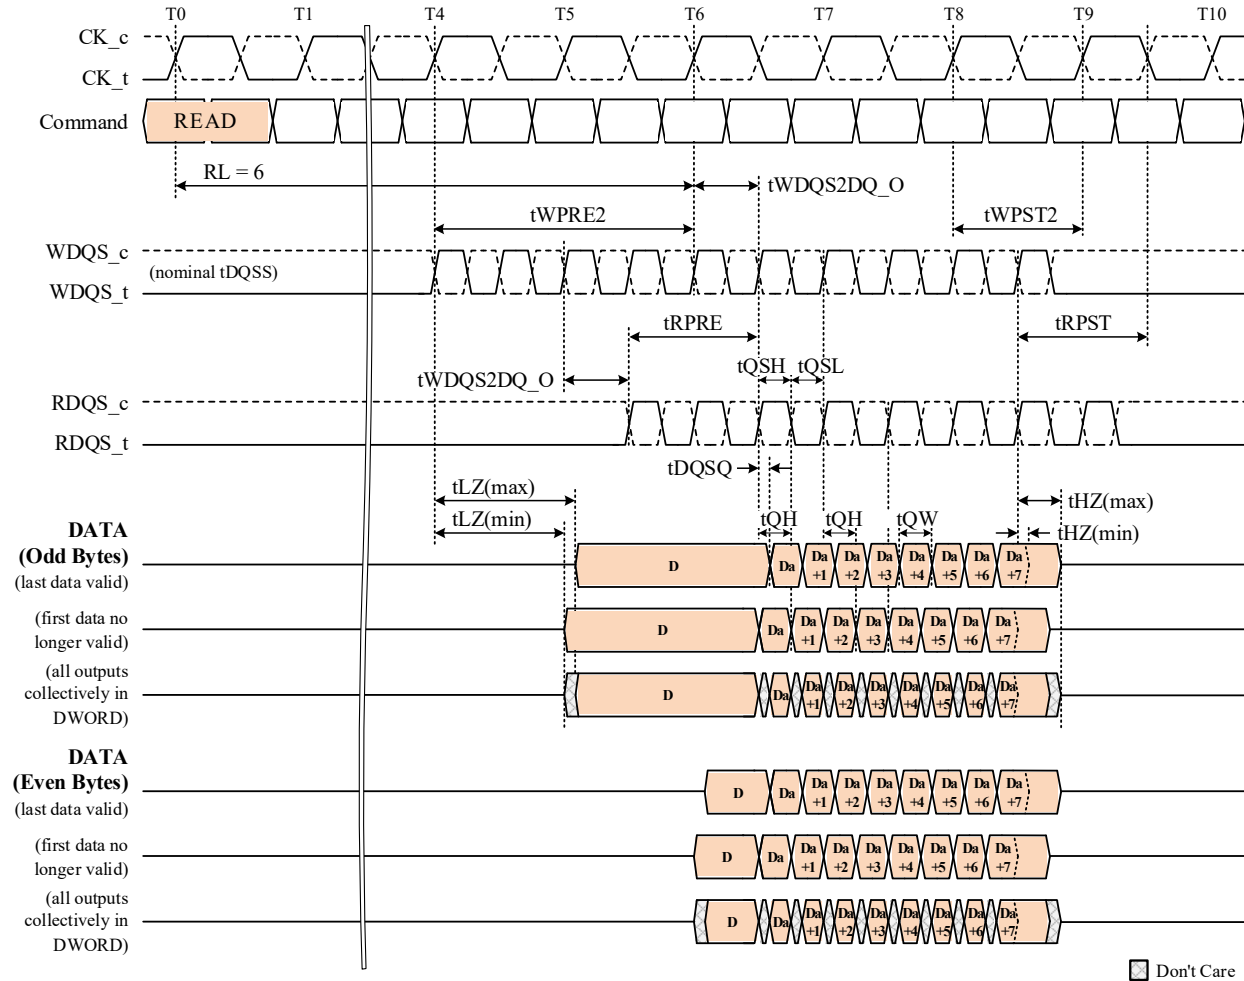 T0 T1 T4 T5 T6 T7 T8 T9 T10
CK_c
CK_t
Command READ
RL = 6 tWDQS2DQ_O
tWPRE2 tWPST2
WDQS_c
(nominal tDQSS)
WDQS_t
tRPRE tRPST
tQSH tQSL
tWDQS2DQ_O
RDQS_c
RDQS_t
tDQSQ
tLZ(max) tHZ(max)
tLZ(min) tQH tQH tQW tHZ(min)
DATA
(Odd Bytes)
(last data valid)
D Da Da +1 Da +2 Da +3 Da +4 Da +5 Da +6 Da +7
(first data no
longer valid)
D Da Da +1 Da +2 Da +3 Da +4 Da +5 Da +6 Da +7
(all outputs
collectively in
DWORD)
D Da Da +1 Da +2 Da +3 Da +4 Da +5 Da +6 Da +7
DATA
(Even Bytes)
(last data valid)
D Da Da +1 Da +2 Da +3 Da +4 Da +5 Da +6 Da +7
(first data no
longer valid)
D Da Da +1 Da +2 Da +3 Da +4 Da +5 Da +6 Da +7
(all outputs
collectively in
DWORD)
D Da Da +1 Da +2 Da +3 Da +4 Da +5 Da +6 Da +7
Don't Care